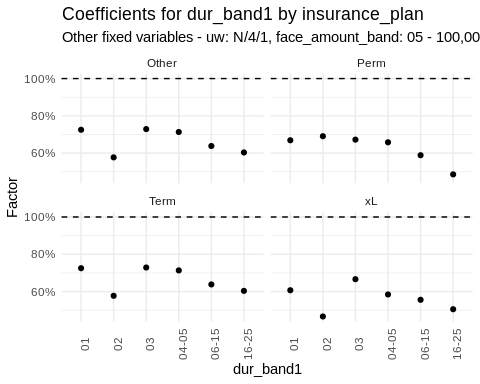 Coefficients for dur_band1 by insurance_plan
Other fixed variables - uw: N/4/1, face_amount_band: 05 - 100,00
Other
Perm
100%
80%
60%
Term
xL
100%
80%
60%
Factor
01
02
03
04-05
06-15
16-25
01
02
03
04-05
06-15
16-25
dur_band1